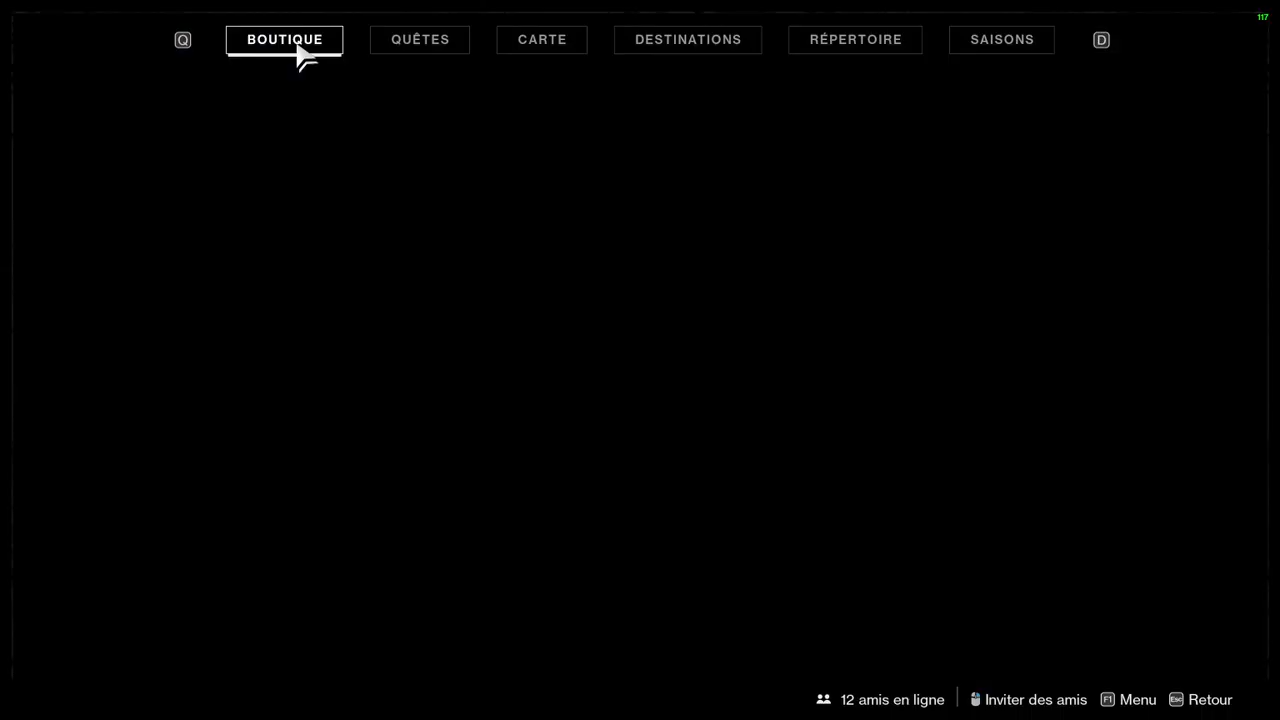 117
Q BOUTIQUE QUÊTES CARTE DESTINATIONS RÉPERTOIRE SAISONS D
12 amis en ligne Inviter des amis F1 Menu Esc Retour